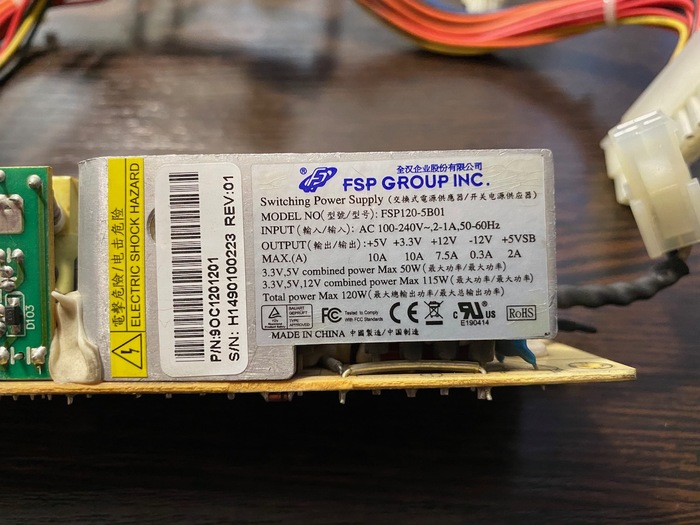 電擊危險/电击危险
ELECTRIC SHOCK HAZARD
P/N:9OC1201201
S/N: H1490100223 REV:01
全汉企业股份有限公司
® FSP GROUP INC.
Switching Power Supply (交換式電源供應器/开关电源供应器)
MODEL NO(型號/型号): FSP120-5B01
INPUT (輸入/输入): AC 100-240V~,2-1A,50-60Hz
OUTPUT(輸出/输出): +5V +3.3V +12V -12V +5VSB
MAX.(A) 10A 10A 7.5A 0.3A 2A
3.3V,5V combined power Max 50W(最大功率/最大功率)
3.3V,5V,12V combined power Max 115W(最大功率/最大功率)
Total power Max 120W(最大總輸出功率/最大总输出功率)
Tested to Comply
With FCC Standards
FC CE c RU US RoHS
E190414
MADE IN CHINA 中國製造/中国制造
D103